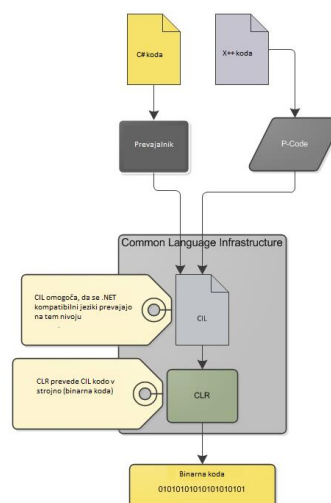 C# koda
X++ koda
Prevajalnik
P-Code
Common Language Infrastructure
CIL omogoča, da se .NET
kompatibilni jeziki prevajajo
na tem nivoju
.
CIL
CLR prevede CIL kodo v
strojno (binarna koda)
CLR
Binarna koda
01010101010101010101